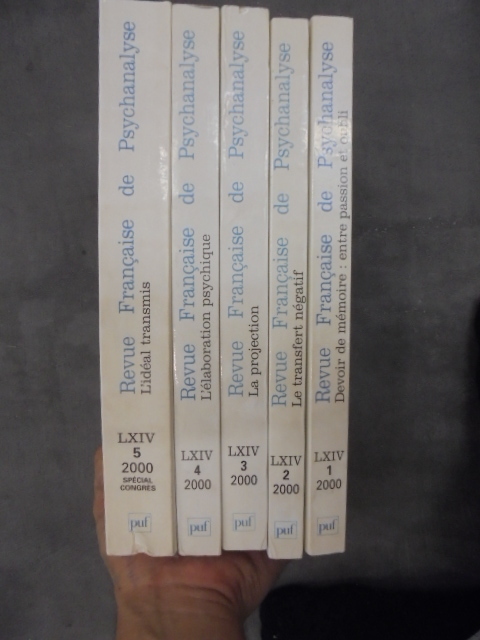 Revue Française de Psychanalyse
L'idéal transmis
LXIV
5
2000
SPÉCIAL
CONGRÈS
puf
Revue Française de Psychanalyse
L'élaboration psychique
LXIV
4
2000
puf
Revue Française de Psychanalyse
La projection
LXIV
3
2000
puf
Revue Française de Psychanalyse
Le transfert négatif
LXIV
2
2000
puf
Revue Française de Psychanalyse
Devoir de mémoire : entre passion et oubli
LXIV
1
2000
puf